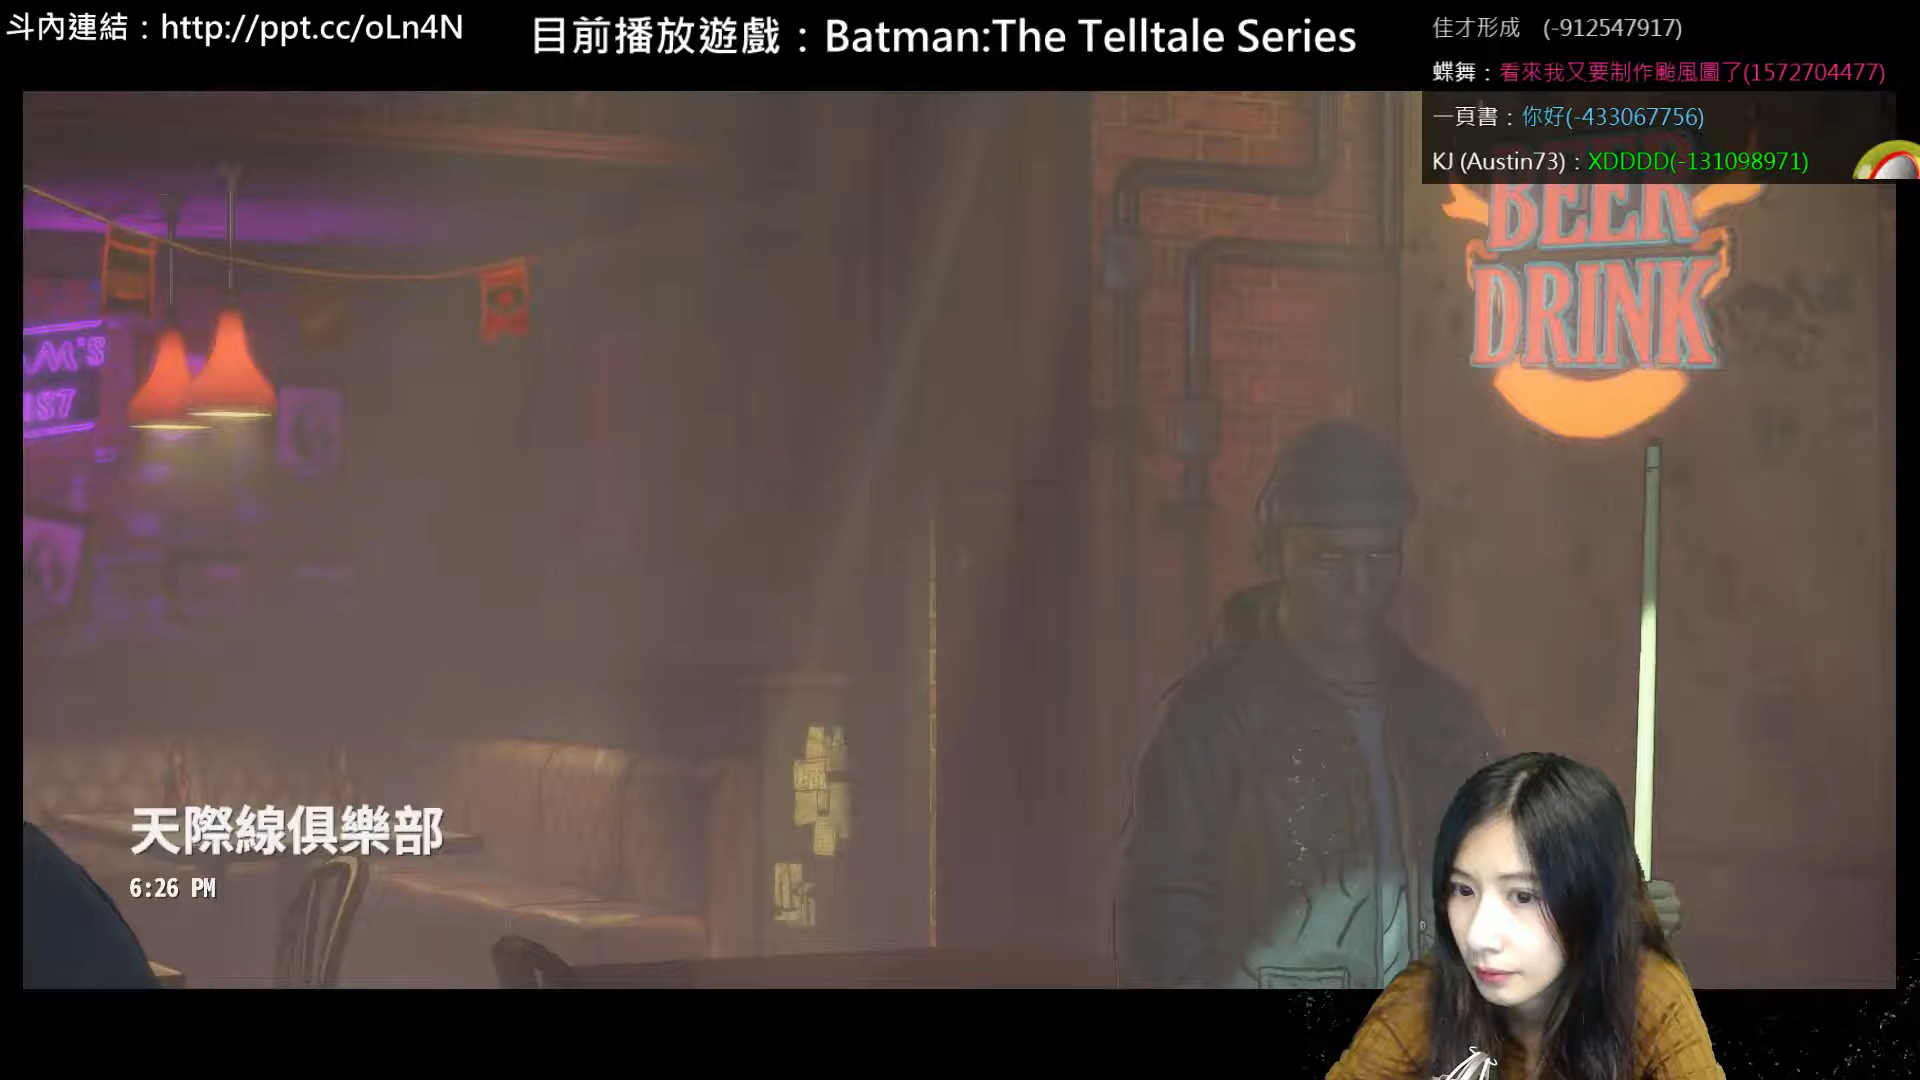 斗內連結：http://ppt.cc/oLn4N
目前播放遊戲：Batman:The Telltale Series
佳才形成 (-912547917)
蝶舞：看來我又要制作颱風圖了(1572704477)
一頁書：你好(-433067756)
KJ (Austin73)：XDDDD(-131098971)
BEER
DRINK
AM'S
天際線俱樂部
6:26 PM